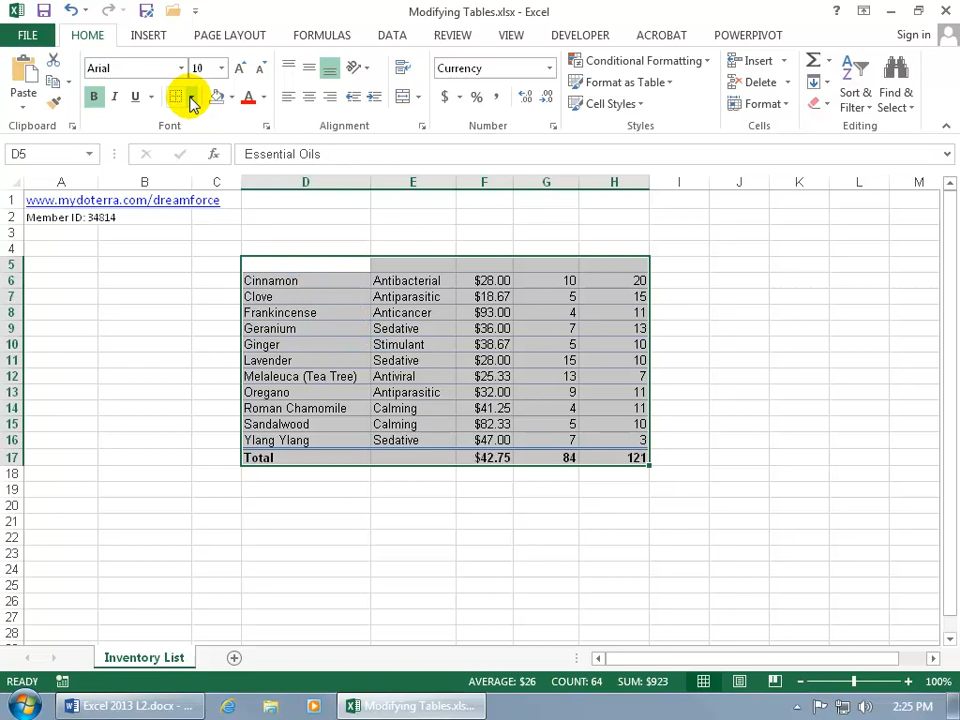 Modifying Tables.xlsx - Excel
FILE HOME INSERT PAGE LAYOUT FORMULAS DATA REVIEW VIEW DEVELOPER ACROBAT POWERPIVOT Sign in
Paste Arial 10 Currency Conditional Formatting Insert
B I U A $ % , Format as Table Delete Sort & Filter Find & Select
Cell Styles Format
Clipboard Font Alignment Number Styles Cells Editing
D5 fx Essential Oils
A B C D E F G H I J K L M
1 www.mydoterra.com/dreamforce
2 Member ID: 34814
3
4
5
6 Cinnamon Antibacterial $28.00 10 20
7 Clove Antiparasitic $18.67 5 15
8 Frankincense Anticancer $93.00 4 11
9 Geranium Sedative $36.00 7 13
10 Ginger Stimulant $38.67 5 10
11 Lavender Sedative $28.00 15 10
12 Melaleuca (Tea Tree) Antiviral $25.33 13 7
13 Oregano Antiparasitic $32.00 9 11
14 Roman Chamomile Calming $41.25 4 11
15 Sandalwood Calming $82.33 5 10
16 Ylang Ylang Sedative $47.00 7 3
17 Total $42.75 84 121
18
19
20
21
22
23
24
25
26
27
28
Inventory List
READY AVERAGE: $26 COUNT: 64 SUM: $923 100%
Excel 2013 L2.docx - ... Modifying Tables.xls... 2:25 PM